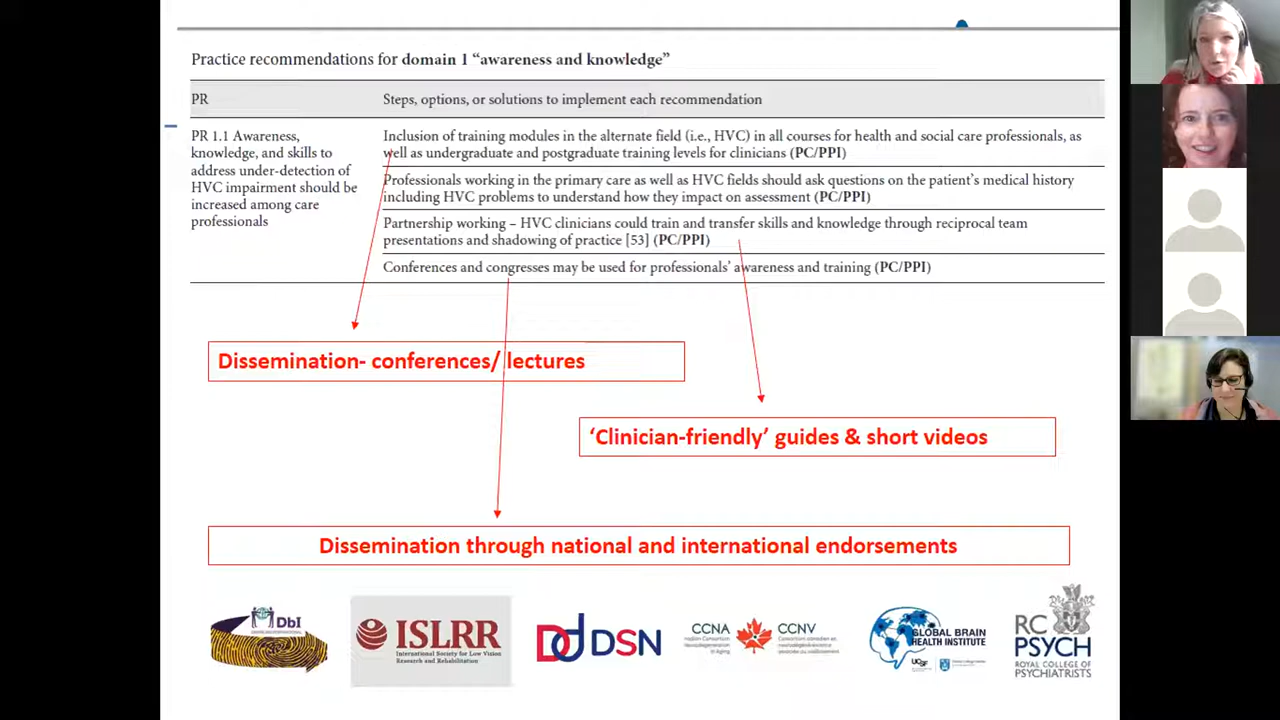 Practice recommendations for domain 1 “awareness and knowledge”
PR
Steps, options, or solutions to implement each recommendation
PR 1.1 Awareness,
knowledge, and skills to
address under-detection of
HVC impairment should be
increased among care
professionals
Inclusion of training modules in the alternate field (i.e., HVC) in all courses for health and social care professionals, as
well as undergraduate and postgraduate training levels for clinicians (PC/PPI)
Professionals working in the primary care as well as HVC fields should ask questions on the patient’s medical history
including HVC problems to understand how they impact on assessment (PC/PPI)
Partnership working – HVC clinicians could train and transfer skills and knowledge through reciprocal team
presentations and shadowing of practice [53] (PC/PPI)
Conferences and congresses may be used for professionals’ awareness and training (PC/PPI)
Dissemination- conferences/ lectures
‘Clinician-friendly’ guides & short videos
Dissemination through national and international endorsements
DbI
ISLRR
International Society for Low Vision
Research and Rehabilitation
DSN
CCNA
CCNV
GLOBAL BRAIN
HEALTH INSTITUTE
UCSF
RC
PSYCH
ROYAL COLLEGE OF
PSYCHIATRISTS